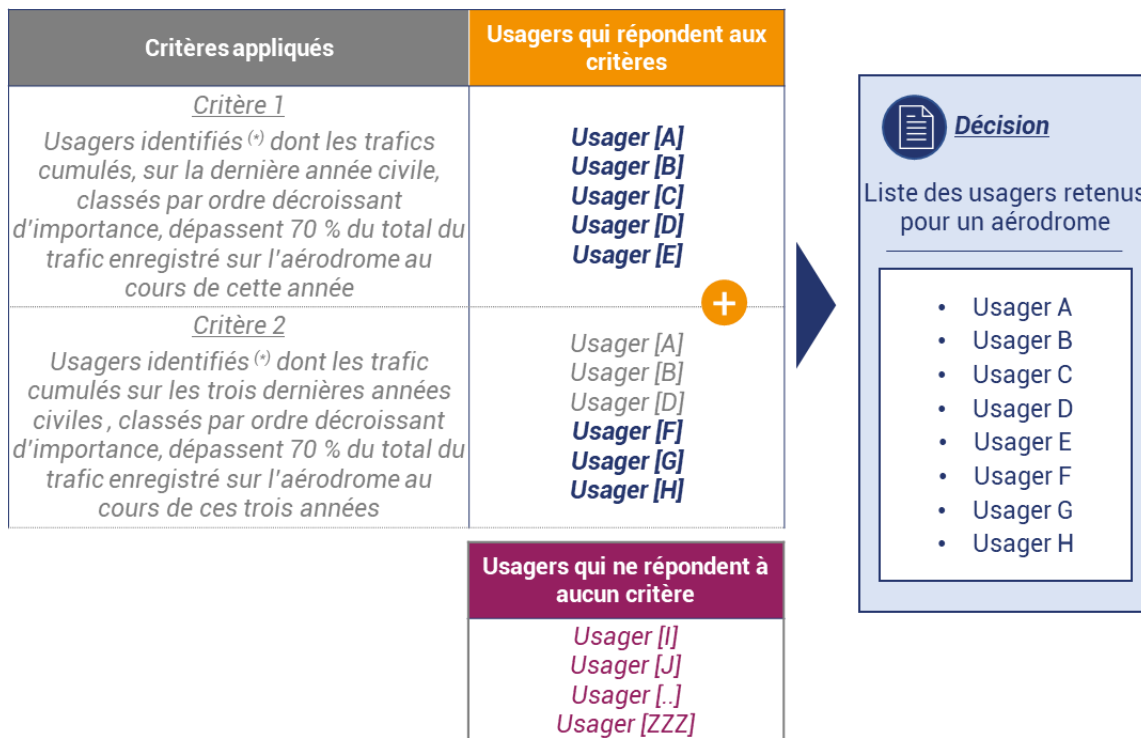 Critères appliqués
Usagers qui répondent aux
critères
Critère 1
Usagers identifiés (*) dont les trafics
cumulés, sur la dernière année civile,
classés par ordre décroissant
d'importance, dépassent 70 % du total du
trafic enregistré sur l'aérodrome au
cours de cette année
Usager [A]
Usager [B]
Usager [C]
Usager [D]
Usager [E]
+
Critère 2
Usagers identifiés (*) dont les trafic
cumulés sur les trois dernières années
civiles , classés par ordre décroissant
d'importance, dépassent 70 % du total du
trafic enregistré sur l'aérodrome au
cours de ces trois années
Usager [A]
Usager [B]
Usager [D]
Usager [F]
Usager [G]
Usager [H]
Usagers qui ne répondent à
aucun critère
Usager [I]
Usager [J]
Usager [..]
Usager [ZZZ]
Décision
Liste des usagers retenus
pour un aérodrome
• Usager A
• Usager B
• Usager C
• Usager D
• Usager E
• Usager F
• Usager G
• Usager H